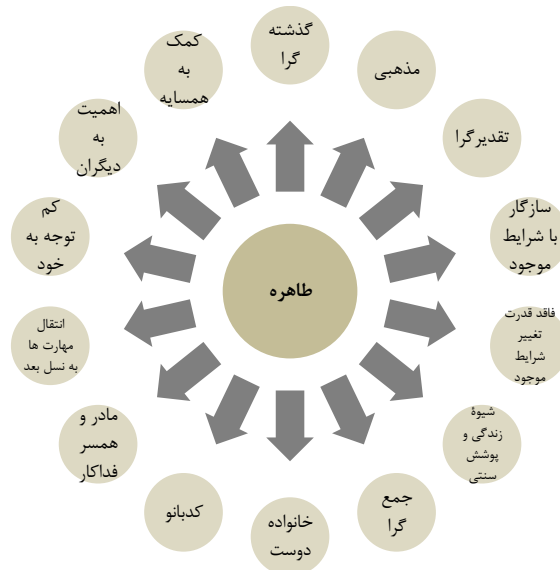 گذشته
گرا
مذهبی
تقدیرگرا
سازگار
با شرایط
موجود
فاقد قدرت
تغییر
شرایط
موجود
شیوۀ
زندگی و
پوشش
سنتی
جمع
گرا
خانواده
دوست
کدبانو
مادر و
همسر
فداکار
انتقال
مهارت ها
به نسل بعد
کم
توجه به
خود
اهمیت
به
دیگران
کمک
به
همسایه
طاهره